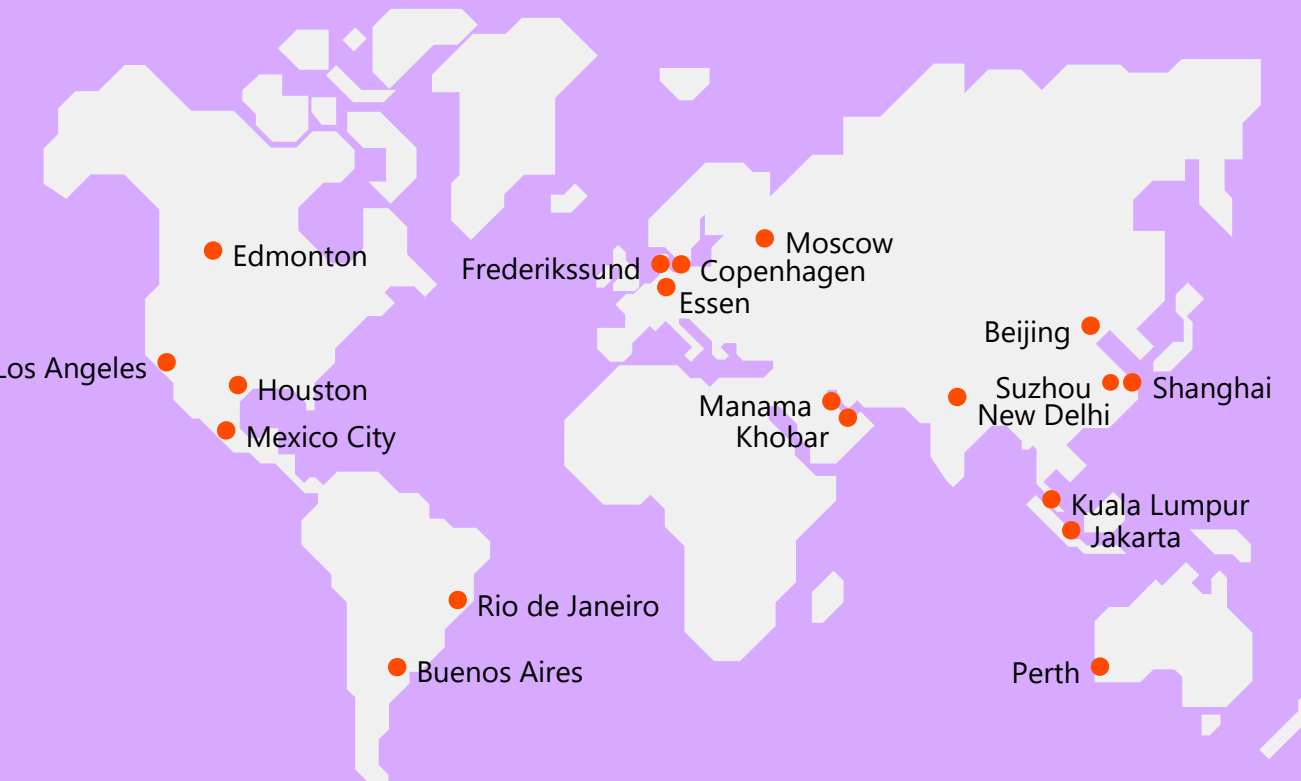 Moscow
Edmonton
Frederikssund
Copenhagen
Essen
Beijing
Los Angeles
Houston
Suzhou
Shanghai
Manama
New Delhi
Mexico City
Khobar
Kuala Lumpur
Jakarta
Rio de Janeiro
Buenos Aires
Perth